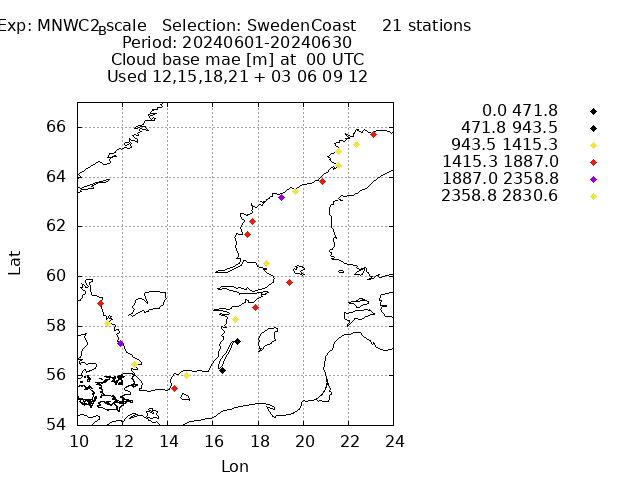 Exp: MNWC2Bscale Selection: SwedenCoast 21 stations
Period: 20240601-20240630
Cloud base mae [m] at 00 UTC
Used 12,15,18,21 + 03 06 09 12
0.0 471.8
471.8 943.5
943.5 1415.3
1415.3 1887.0
1887.0 2358.8
2358.8 2830.6
66
64
62
60
58
56
54
Lat
10 12 14 16 18 20 22 24
Lon